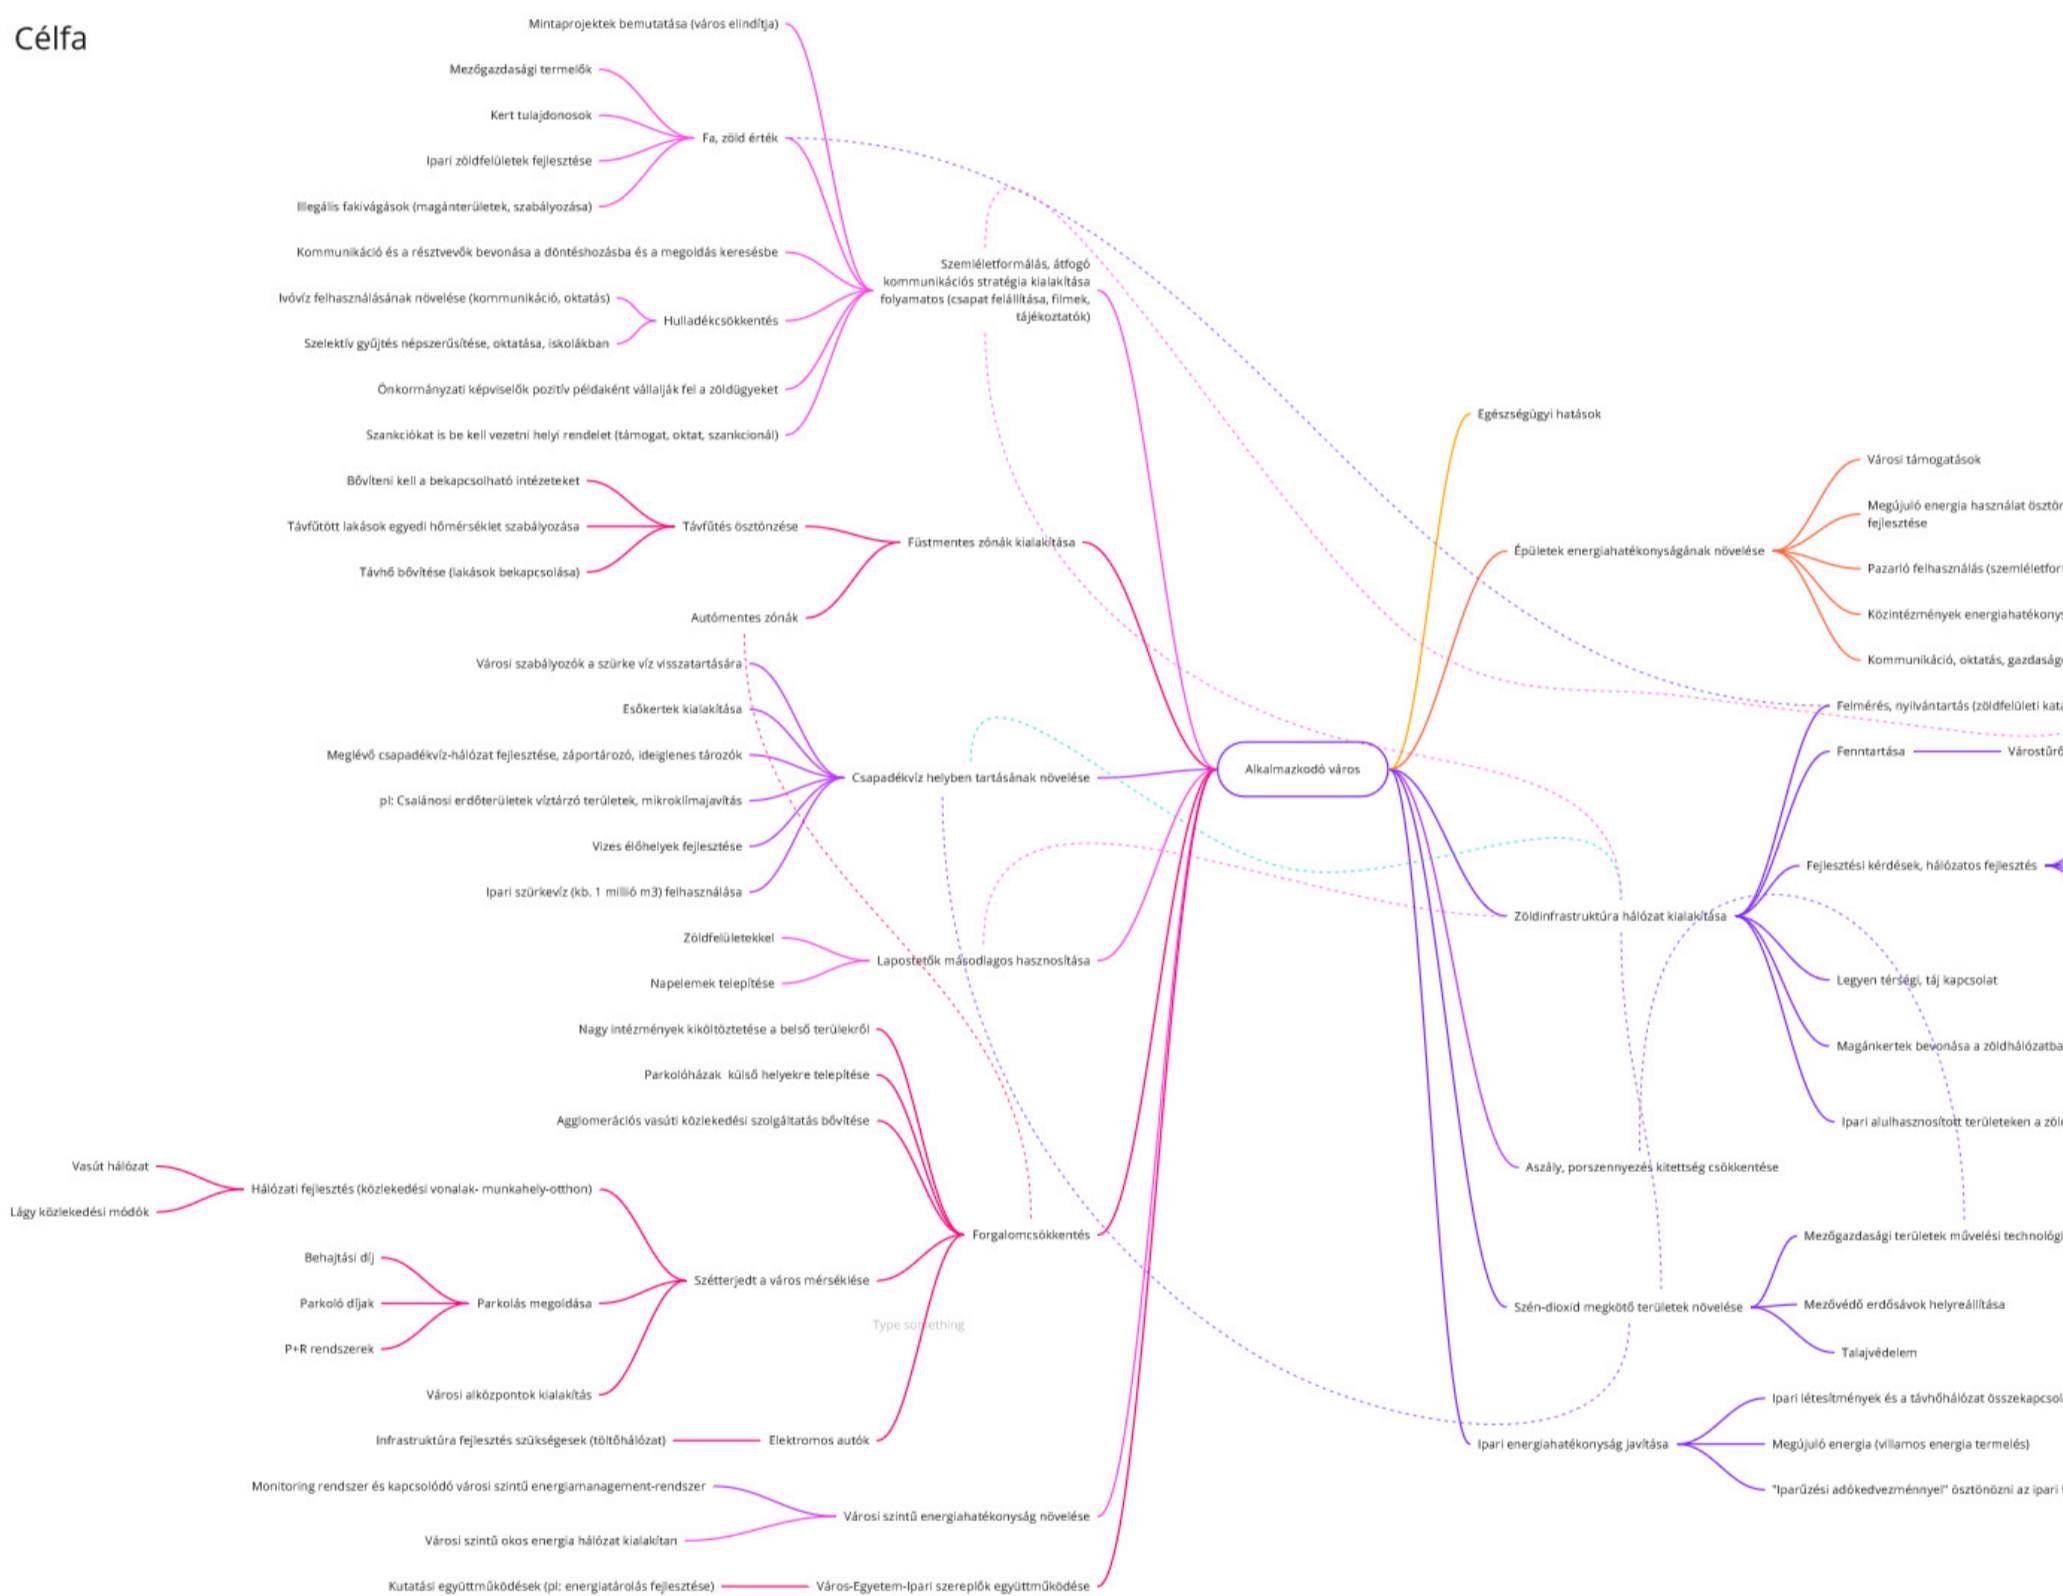 Célfa
Mintaprojektek bemutatása (város elindítja)
Mezőgazdasági termelők
Kert tulajdonosok
Fa, zöld érték
Ipari zöldfelületek fejlesztése
Illegális fakivágások (magánterületek, szabályozása)
Kommunikáció és a résztvevők bevonása a döntéshozásba és a megoldás keresésbe
Szemléletformálás, átfogó
kommunikációs stratégia kialakítása
folyamatos (csapat felállítása, filmek,
tájékoztatók)
Ivóvíz felhasználásának növelése (kommunikáció, oktatás)
Hulladékcsökkentés
Szelektív gyűjtés népszerűsítése, oktatása, iskolákban
Önkormányzati képviselők pozitív példaként vállalják fel a zöldügyeket
Szankciókat is be kell vezetni helyi rendelet (támogat, oktat, szankcionál)
Bővíteni kell a bekapcsolható intézeteket
Távfűtött lakások egyedi hőmérséklet szabályozása
Távfűtés ösztönzése
Füstmentes zónák kialakítása
Távhő bővítése (lakások bekapcsolása)
Autómentes zónák
Városi szabályozók a szürke víz visszatartására
Esőkertek kialakítása
Meglévő csapadékvíz-hálózat fejlesztése, záportározó, ideiglenes tározók
Csapadékvíz helyben tartásának növelése
pl: Csalánosi erdőterületek víztárzó területek, mikroklímajavítás
Vizes élőhelyek fejlesztése
Ipari szürkevíz (kb. 1 millió m3) felhasználása
Zöldfelületekkel
Lapostetők másodlagos hasznosítása
Napelemek telepítése
Nagy intézmények kiköltöztetése a belső terülekről
Parkolóházak  külső helyekre telepítése
Agglomerációs vasúti közlekedési szolgáltatás bővítése
Vasút hálózat
Hálózati fejlesztés (közlekedési vonalak- munkahely-otthon)
Lágy közlekedési módók
Forgalomcsökkentés
Behajtási díj
Szétterjedt a város mérséklése
Parkoló díjak
Parkolás megoldása
Type something
P+R rendszerek
Városi alközpontok kialakítás
Infrastruktúra fejlesztés szükségesek (töltőhálózat)
Elektromos autók
Monitoring rendszer és kapcsolódó városi szintű energiamanagement-rendszer
Városi szintű energiahatékonyság növelése
Városi szintű okos energia hálózat kialakítan
Kutatási együttműködések (pl: energiatárolás fejlesztése)
Város-Egyetem-Ipari szereplők együttműködése
Alkalmazkodó város
Egészségügyi hatások
Városi támogatások
Megújuló energia használat ösztön
fejlesztése
Épületek energiahatékonyságának növelése
Pazarló felhasználás (szemléletfor
Közintézmények energiahatékonys
Kommunikáció, oktatás, gazdaság
Felmérés, nyilvántartás (zöldfelületi kata
Fenntartása
Várostűrő
Fejlesztési kérdések, hálózatos fejlesztés
Zöldinfrastruktúra hálózat kialakítása
Legyen térségi, táj kapcsolat
Magánkertek bevonása a zöldhálózatba
Ipari alulhasznosított területeken a zöl
Aszály, porszennyezés kitettség csökkentése
Mezőgazdasági területek művelési technológi
Szén-dioxid megkötő területek növelése
Mezővédő erdősávok helyreállítása
Talajvédelem
Ipari létesítmények és a távhőhálózat összekapcsol
Ipari energiahatékonyság javítása
Megújuló energia (villamos energia termelés)
"Iparűzési adókedvezménnyel" ösztönözni az ipari